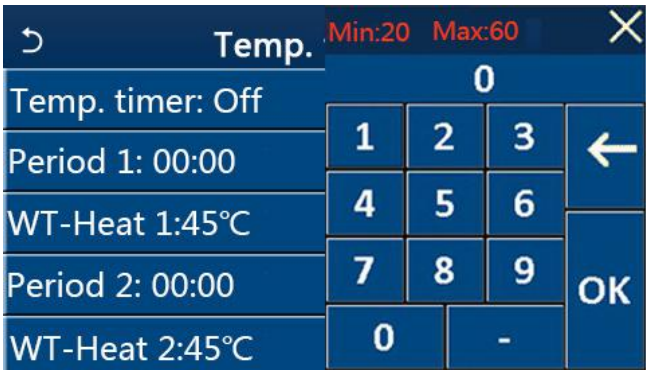 Temp.
Temp. timer: Off
Period 1: 00:00
WT-Heat 1:45℃
Period 2: 00:00
WT-Heat 2:45℃
Min:20 Max:60
0
1 2 3
4 5 6
7 8 9 OK
0 -